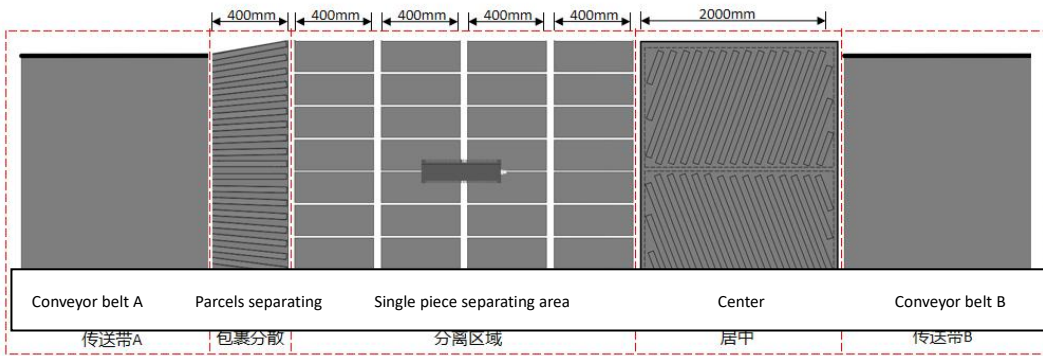 400mm 400mm 400mm 400mm 400mm 2000mm
Conveyor belt A Parcels separating Single piece separating area Center Conveyor belt B
传送带A 包裹分散 分离区域 居中 传送带B